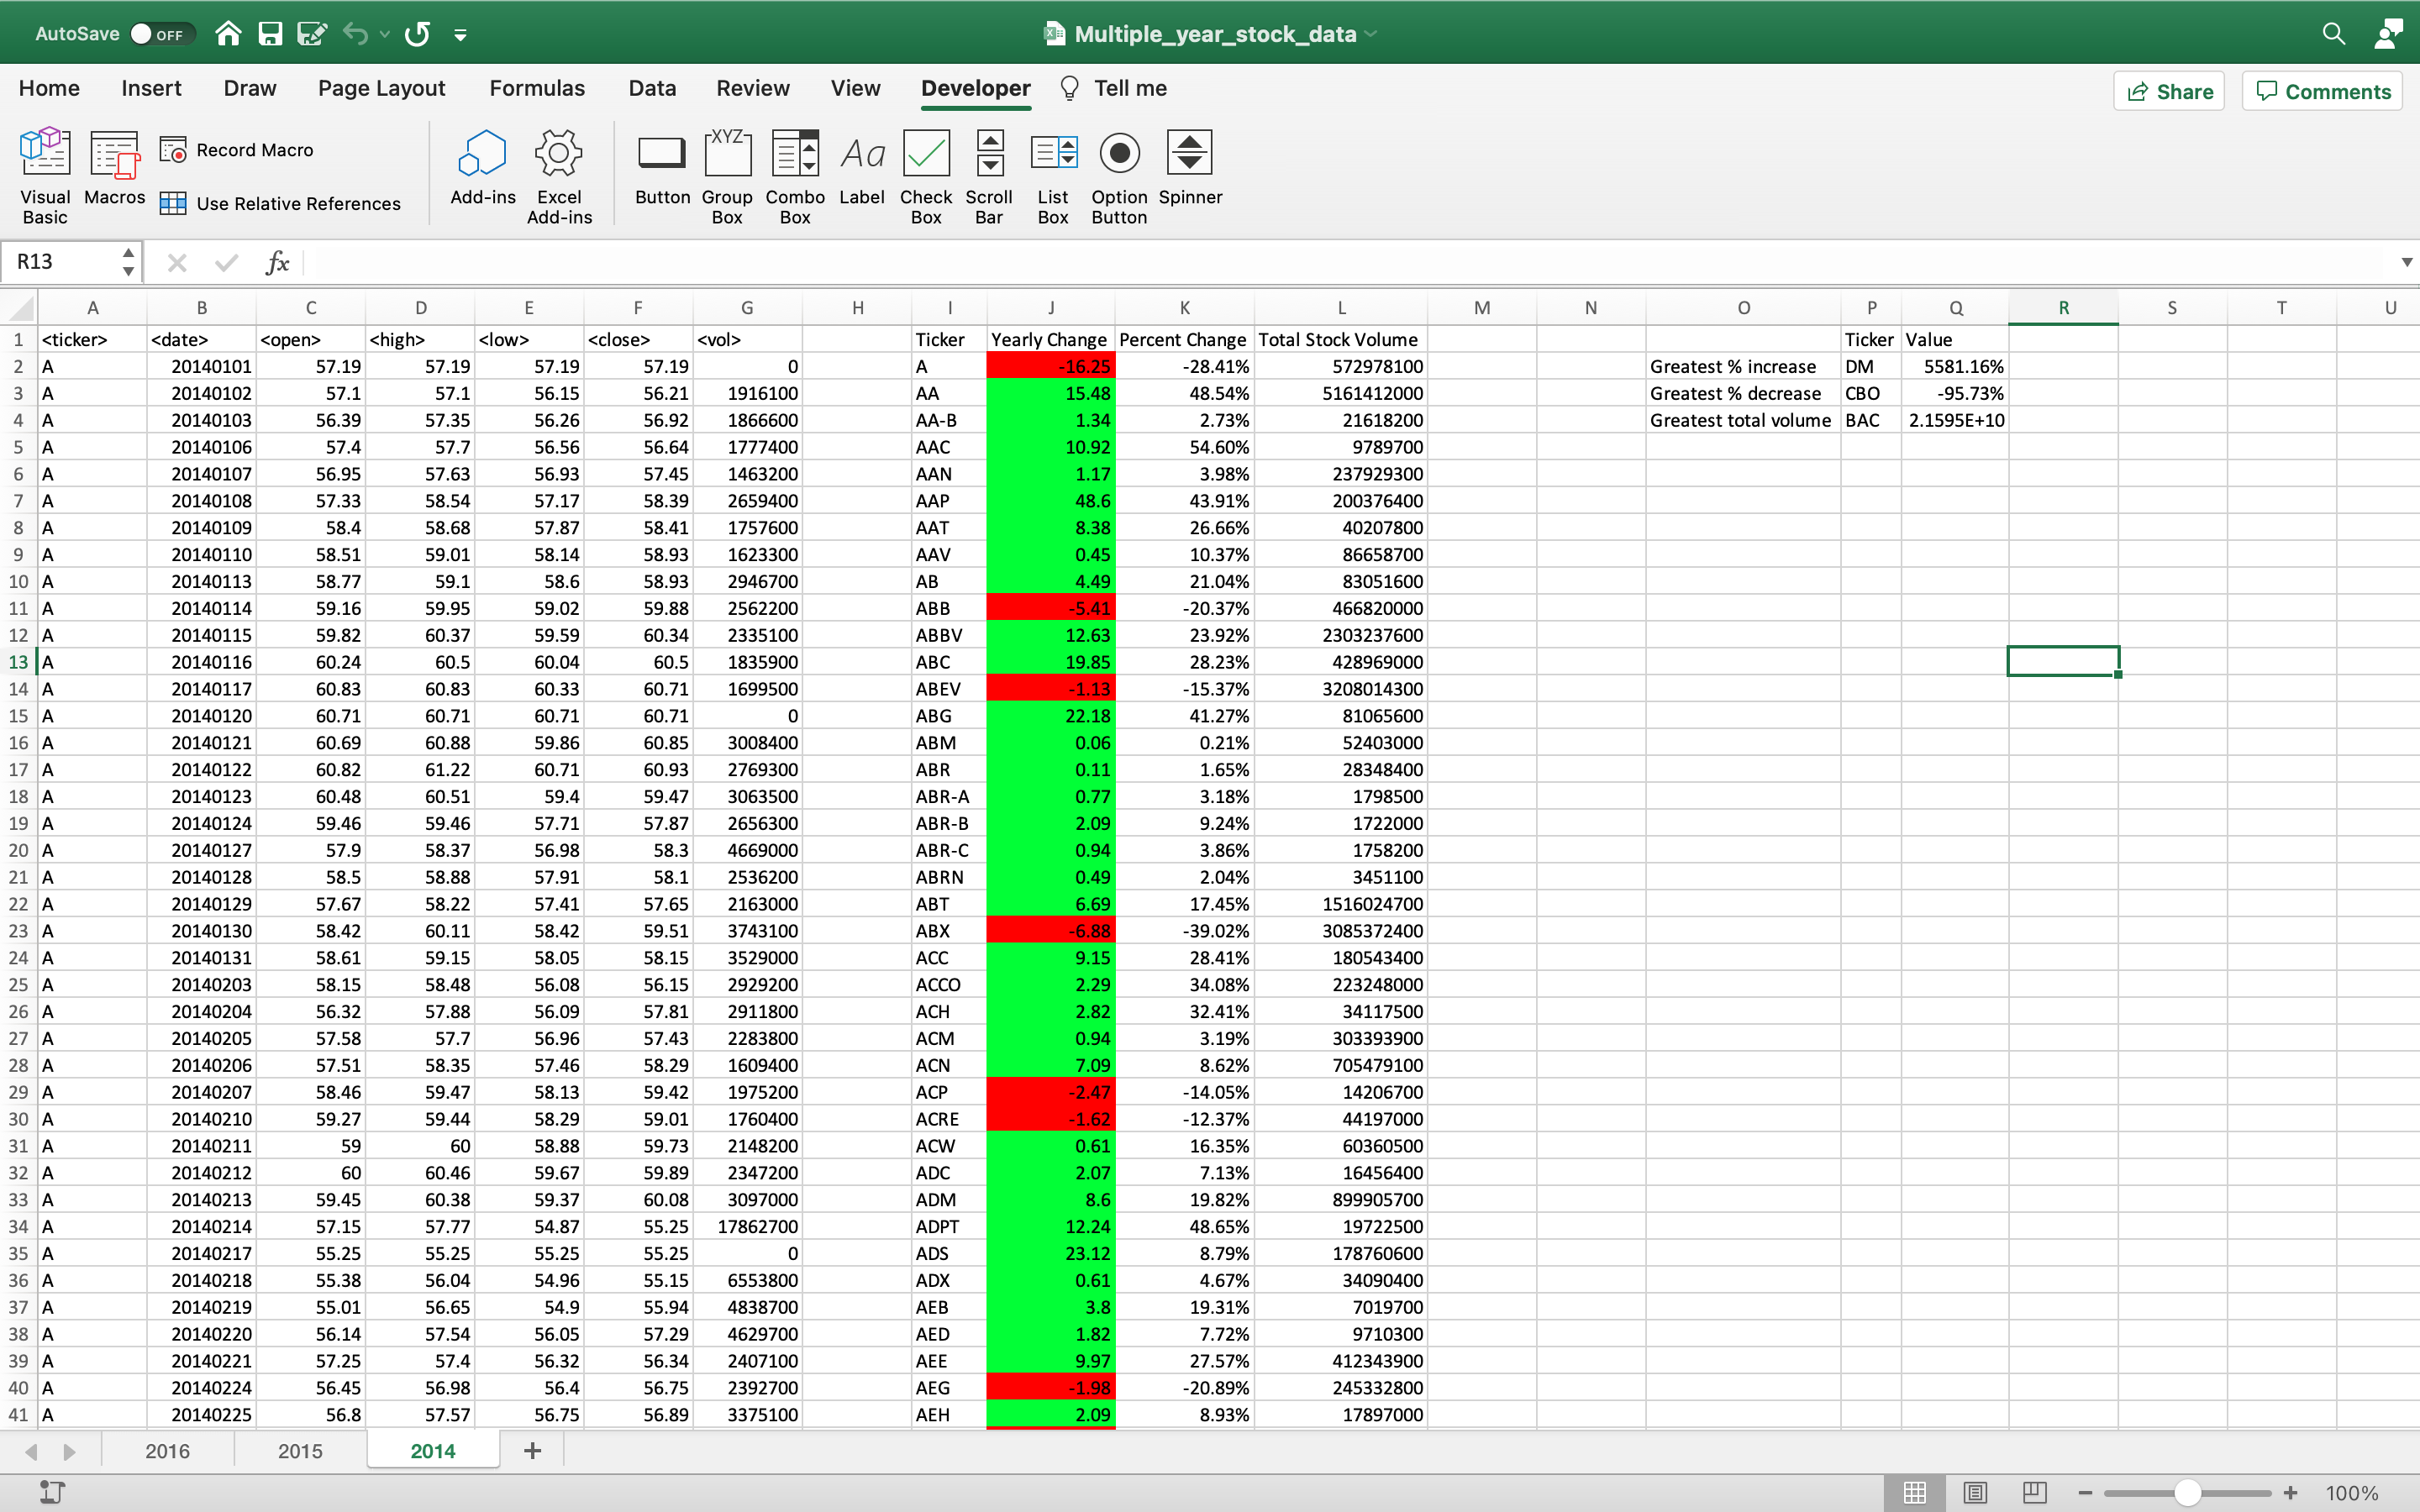 AutoSave OFF Multiple_year_stock_data
Home Insert Draw Page Layout Formulas Data Review View Developer Tell me Share Comments
Visual Basic Macros Record Macro Use Relative References Add-ins Excel Add-ins Button Group Box Combo Box Label Check Box Scroll Bar List Box Option Button Spinner
XYZ Aa
R13 fx
A B C D E F G H I J K L M N O P Q R S T U
1 <ticker> <date> <open> <high> <low> <close> <vol> Ticker Yearly Change Percent Change Total Stock Volume Ticker Value
2 A 20140101 57.19 57.19 57.19 57.19 0 A -16.25 -28.41% 572978100 Greatest % increase DM 5581.16%
3 A 20140102 57.1 57.1 56.15 56.21 1916100 AA 15.48 48.54% 5161412000 Greatest % decrease CBO -95.73%
4 A 20140103 56.39 57.35 56.26 56.92 1866600 AA-B 1.34 2.73% 21618200 Greatest total volume BAC 2.1595E+10
5 A 20140106 57.4 57.7 56.56 56.64 1777400 AAC 10.92 54.60% 9789700
6 A 20140107 56.95 57.63 56.93 57.45 1463200 AAN 1.17 3.98% 237929300
7 A 20140108 57.33 58.54 57.17 58.39 2659400 AAP 48.6 43.91% 200376400
8 A 20140109 58.4 58.68 57.87 58.41 1757600 AAT 8.38 26.66% 40207800
9 A 20140110 58.51 59.01 58.14 58.93 1623300 AAV 0.45 10.37% 86658700
10 A 20140113 58.77 59.1 58.6 58.93 2946700 AB 4.49 21.04% 83051600
11 A 20140114 59.16 59.95 59.02 59.88 2562200 ABB -5.41 -20.37% 466820000
12 A 20140115 59.82 60.37 59.59 60.34 2335100 ABBV 12.63 23.92% 2303237600
13 A 20140116 60.24 60.5 60.04 60.5 1835900 ABC 19.85 28.23% 428969000
14 A 20140117 60.83 60.83 60.33 60.71 1699500 ABEV -1.13 -15.37% 3208014300
15 A 20140120 60.71 60.71 60.71 60.71 0 ABG 22.18 41.27% 81065600
16 A 20140121 60.69 60.88 59.86 60.85 3008400 ABM 0.06 0.21% 52403000
17 A 20140122 60.82 61.22 60.71 60.93 2769300 ABR 0.11 1.65% 28348400
18 A 20140123 60.48 60.51 59.4 59.47 3063500 ABR-A 0.77 3.18% 1798500
19 A 20140124 59.46 59.46 57.71 57.87 2656300 ABR-B 2.09 9.24% 1722000
20 A 20140127 57.9 58.37 56.98 58.3 4669000 ABR-C 0.94 3.86% 1758200
21 A 20140128 58.5 58.88 57.91 58.1 2536200 ABRN 0.49 2.04% 3451100
22 A 20140129 57.67 58.22 57.41 57.65 2163000 ABT 6.69 17.45% 1516024700
23 A 20140130 58.42 60.11 58.42 59.51 3743100 ABX -6.88 -39.02% 3085372400
24 A 20140131 58.61 59.15 58.05 58.15 3529000 ACC 9.15 28.41% 180543400
25 A 20140203 58.15 58.48 56.08 56.15 2929200 ACCO 2.29 34.08% 223248000
26 A 20140204 56.32 57.88 56.09 57.81 2911800 ACH 2.82 32.41% 34117500
27 A 20140205 57.58 57.7 56.96 57.43 2283800 ACM 0.94 3.19% 303393900
28 A 20140206 57.51 58.35 57.46 58.29 1609400 ACN 7.09 8.62% 705479100
29 A 20140207 58.46 59.47 58.13 59.42 1975200 ACP -2.47 -14.05% 14206700
30 A 20140210 59.27 59.44 58.29 59.01 1760400 ACRE -1.62 -12.37% 44197000
31 A 20140211 59 60 58.88 59.73 2148200 ACW 0.61 16.35% 60360500
32 A 20140212 60 60.46 59.67 59.89 2347200 ADC 2.07 7.13% 16456400
33 A 20140213 59.45 60.38 59.37 60.08 3097000 ADM 8.6 19.82% 899905700
34 A 20140214 57.15 57.77 54.87 55.25 17862700 ADPT 12.24 48.65% 19722500
35 A 20140217 55.25 55.25 55.25 55.25 0 ADS 23.12 8.79% 178760600
36 A 20140218 55.38 56.04 54.96 55.15 6553800 ADX 0.61 4.67% 34090400
37 A 20140219 55.01 56.65 54.9 55.94 4838700 AEB 3.8 19.31% 7019700
38 A 20140220 56.14 57.54 56.05 57.29 4629700 AED 1.82 7.72% 9710300
39 A 20140221 57.25 57.4 56.32 56.34 2407100 AEE 9.97 27.57% 412343900
40 A 20140224 56.45 56.98 56.4 56.75 2392700 AEG -1.98 -20.89% 245332800
41 A 20140225 56.8 57.57 56.75 56.89 3375100 AEH 2.09 8.93% 17897000
2016 2015 2014 +
100%